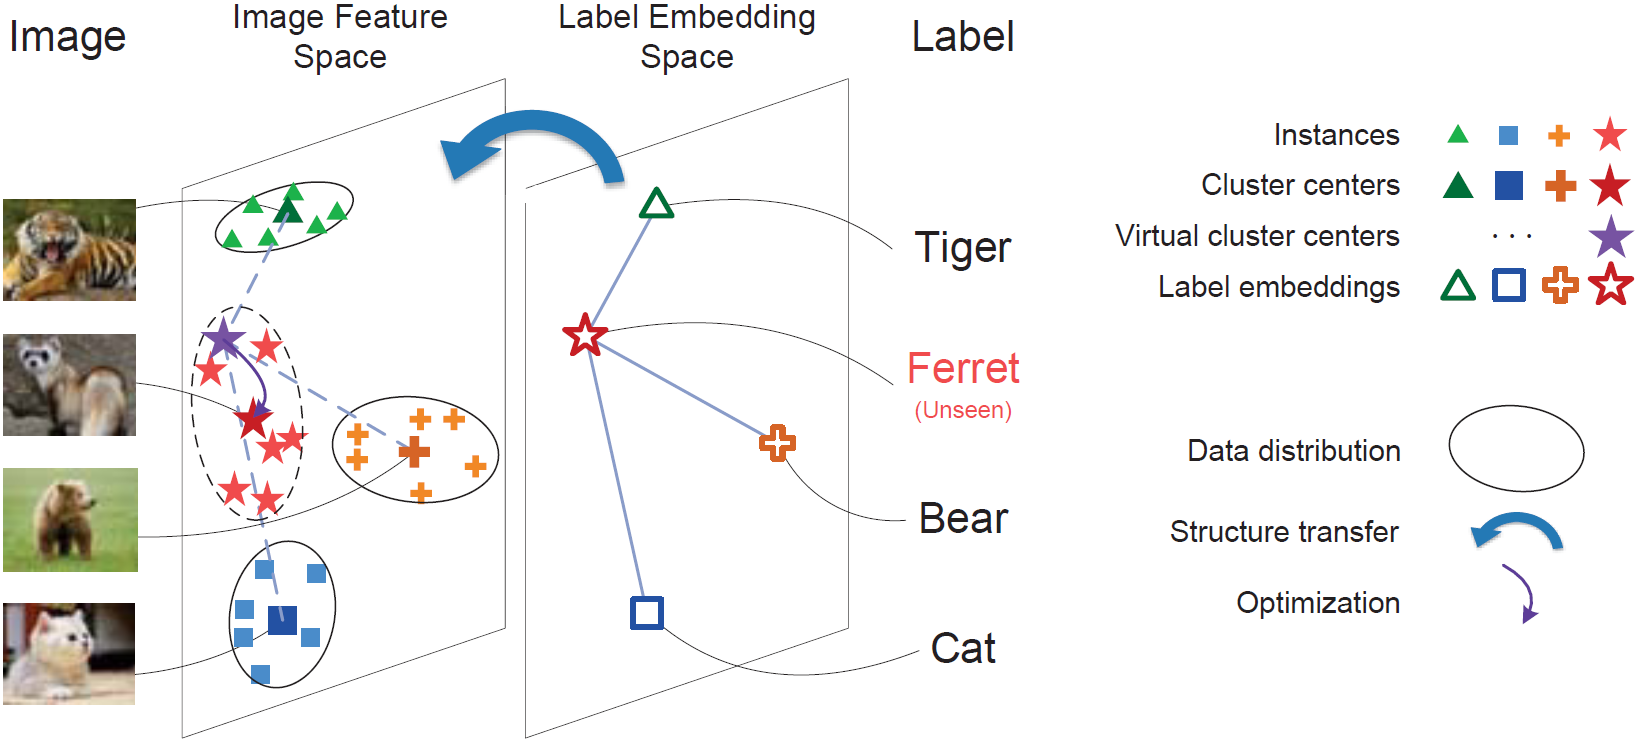 Image
Image Feature
Space
Label Embedding
Space
Label
Tiger
Ferret
(Unseen)
Bear
Cat
Instances
Cluster centers
Virtual cluster centers
. . .
Label embeddings
Data distribution
Structure transfer
Optimization